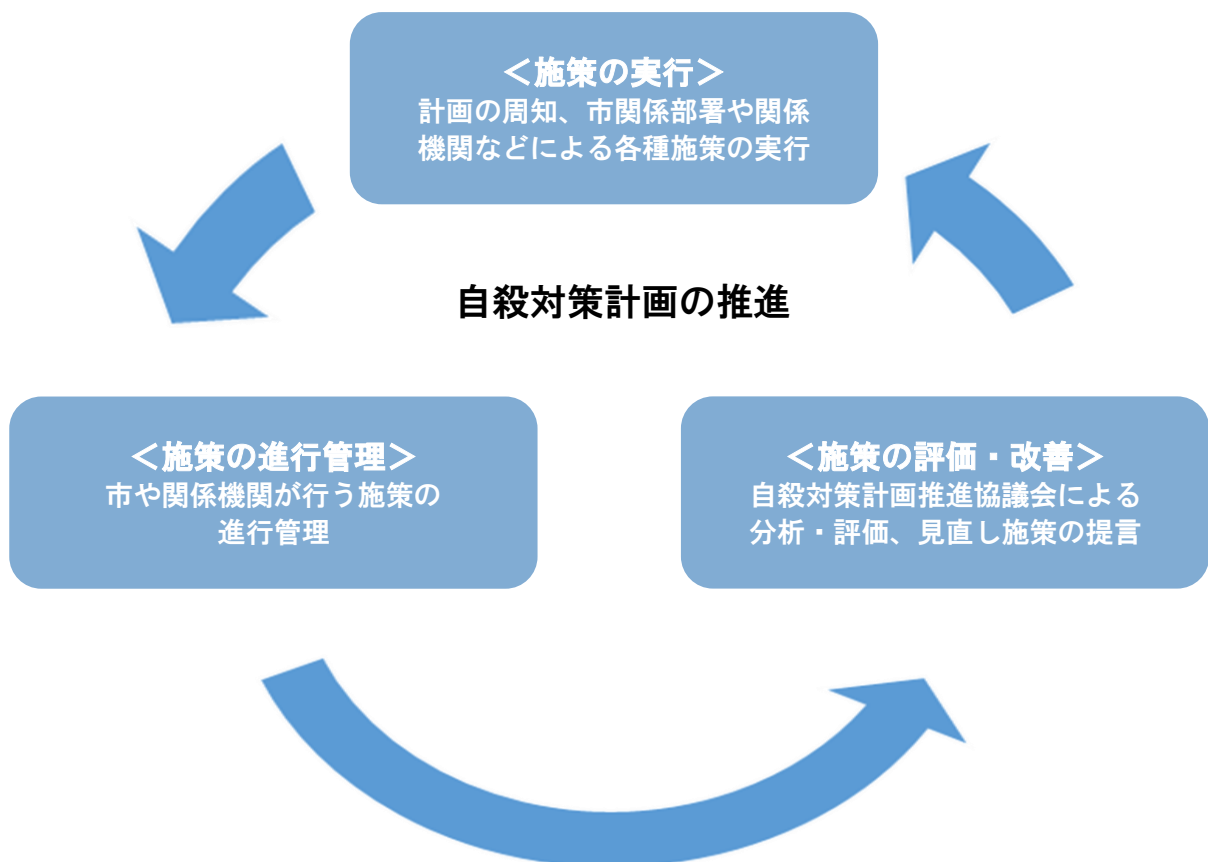 ＜施策の実行＞
計画の周知、市関係部署や関係
機関などによる各種施策の実行
自殺対策計画の推進
＜施策の進行管理＞
市や関係機関が行う施策の
進行管理
＜施策の評価・改善＞
自殺対策計画推進協議会による
分析・評価、見直し施策の提言